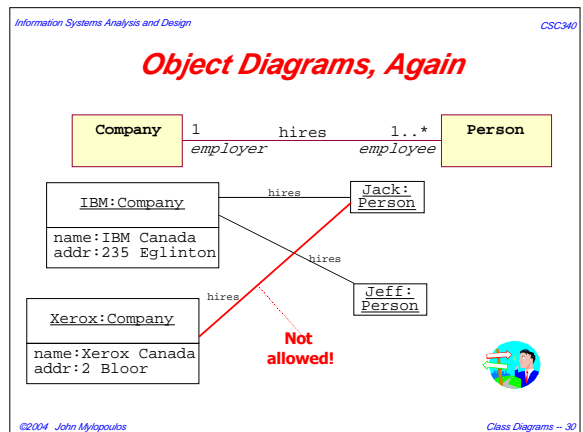 Information Systems Analysis and Design
CSC340
Object Diagrams, Again
Company
1
hires
1..*
Person
employer
employee
IBM:Company
name:IBM Canada
addr:235 Eglinton
hires
Jack:
Person
hires
Jeff:
Person
hires
Xerox:Company
name:Xerox Canada
addr:2 Bloor
Not
allowed!
©2004 John Mylopoulos
Class Diagrams -- 30